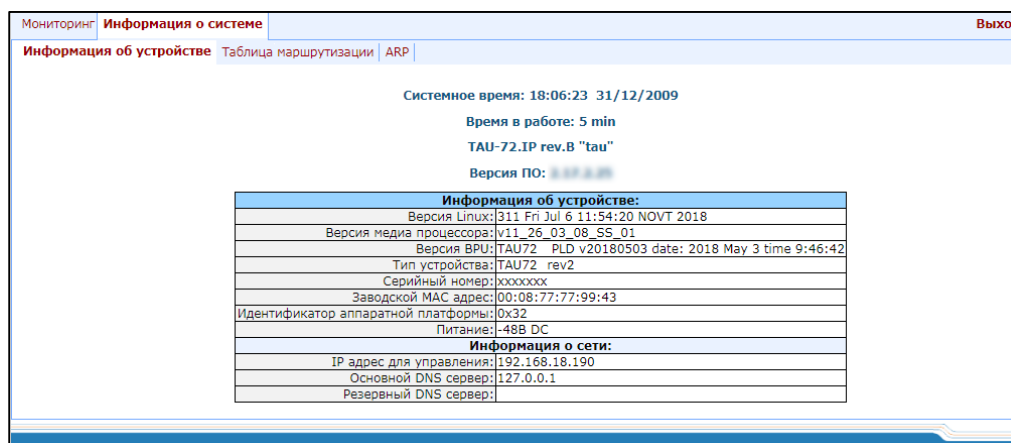 Мониторинг Информация о системе Выхо
Информация об устройстве Таблица маршрутизации ARP
Системное время: 18:06:23 31/12/2009
Время в работе: 5 min
TAU-72.IP rev.B "tau"
Версия ПО:
Информация об устройстве:
Версия Linux: 311 Fri Jul 6 11:54:20 NOVT 2018
Версия медиа процессора: v11_26_03_08_SS_01
Версия BPU: TAU72 PLD v20180503 date: 2018 May 3 time 9:46:42
Тип устройства: TAU72 rev2
Серийный номер: xxxxxxx
Заводской MAC адрес: 00:08:77:77:99:43
Идентификатор аппаратной платформы: 0x32
Питание: -48В DC
Информация о сети:
IP адрес для управления: 192.168.18.190
Основной DNS сервер: 127.0.0.1
Резервный DNS сервер: